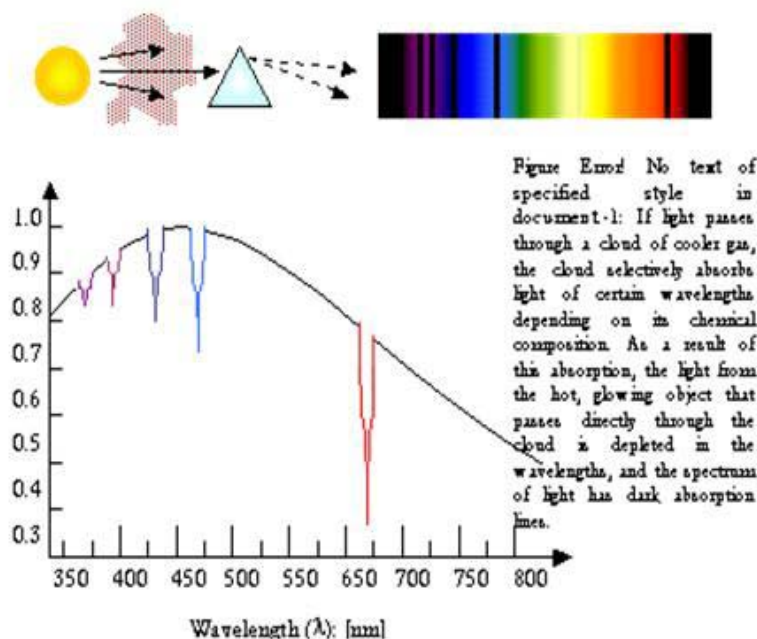 Figure Error! No text of
specified style in
document-1: If light passes
through a cloud of cooler gas,
the cloud selectively absorbs
light of certain wavelengths
depending on its chemical
composition. As a result of
this absorption, the light from
the hot, glowing object that
passes directly through the
cloud is depleted in the
wavelengths, and the spectrum
of light has dark absorption
lines.
1.0
0.9
0.8
0.7
0.6
0.5
0.4
0.3
350 400 450 500 550 650 700 750 800
Wavelength (λ): [nm]